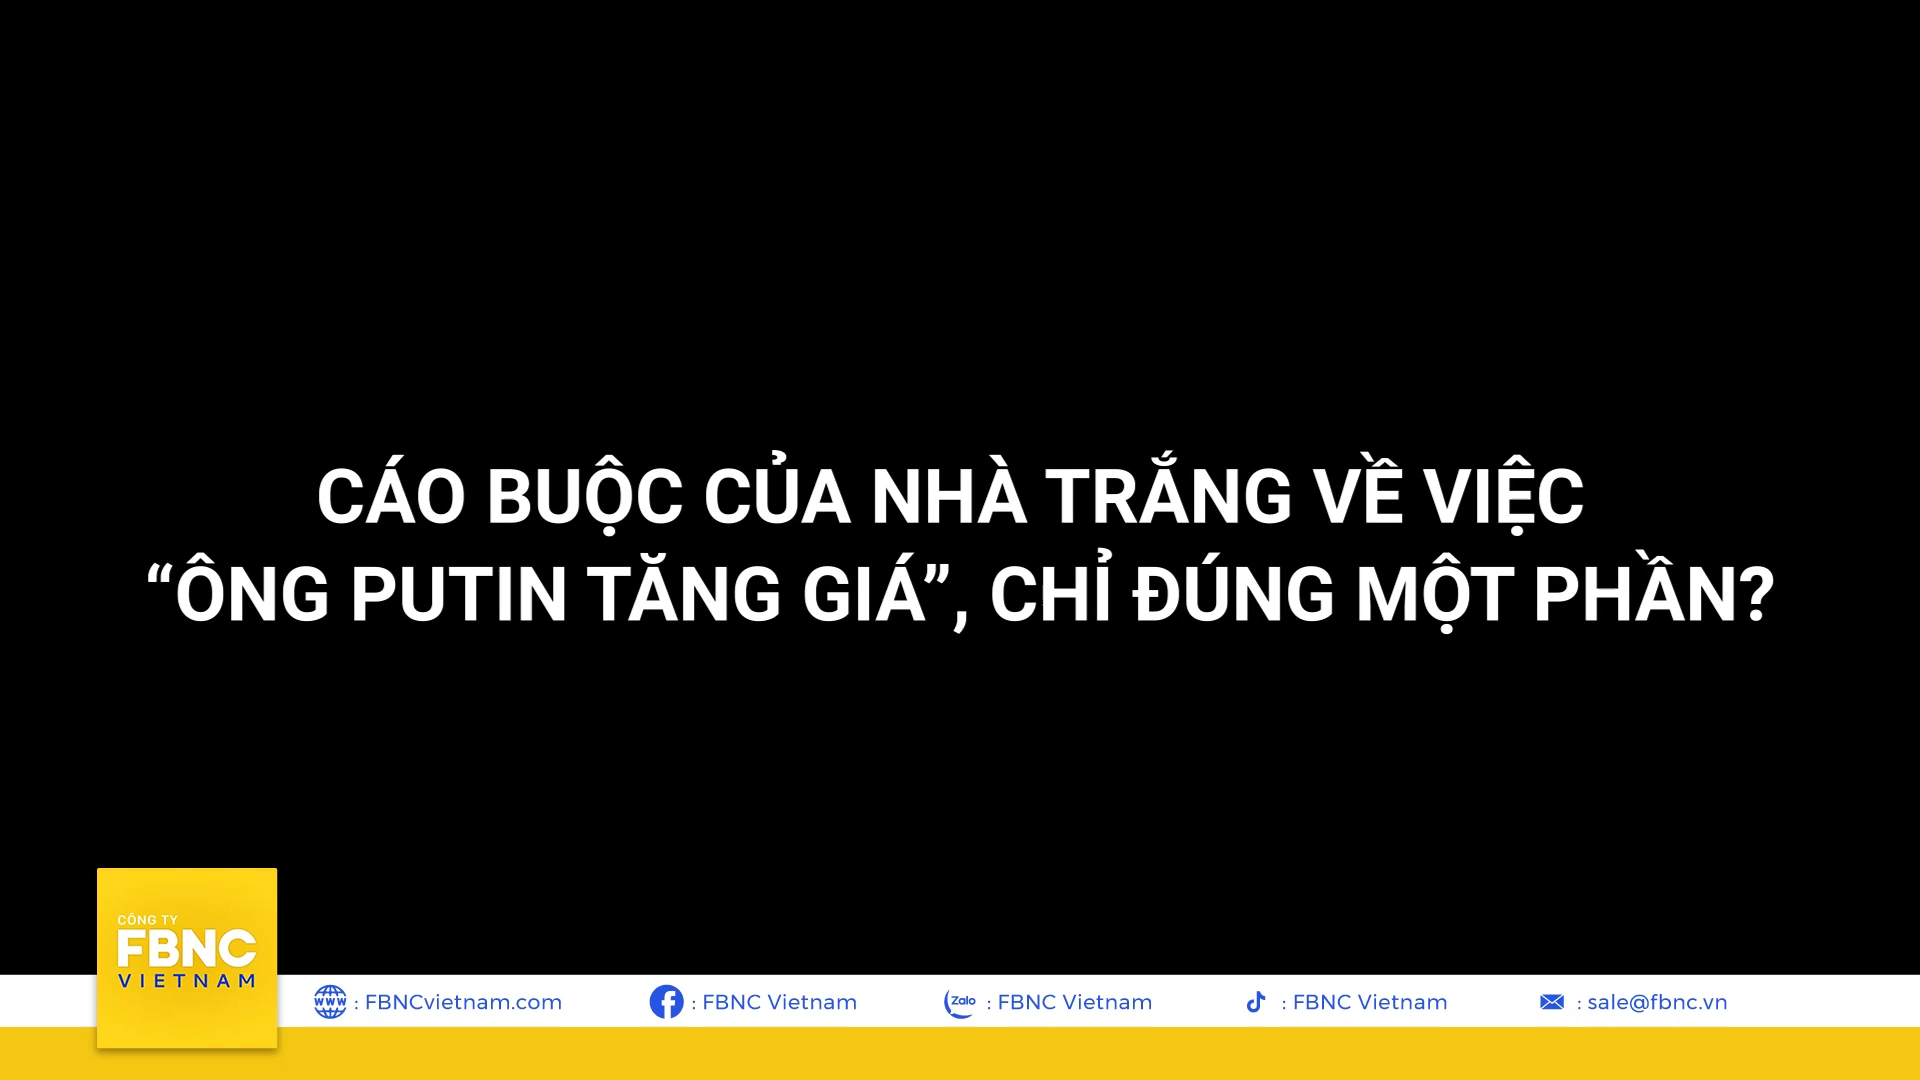 CÁO BUỘC CỦA NHÀ TRẮNG VỀ VIỆC
“ÔNG PUTIN TĂNG GIÁ”, CHỈ ĐÚNG MỘT PHẦN?
CÔNG TY
FBNC
VIETNAM
WWW : FBNCvietnam.com
: FBNC Vietnam
Zalo : FBNC Vietnam
: FBNC Vietnam
: sale@fbnc.vn